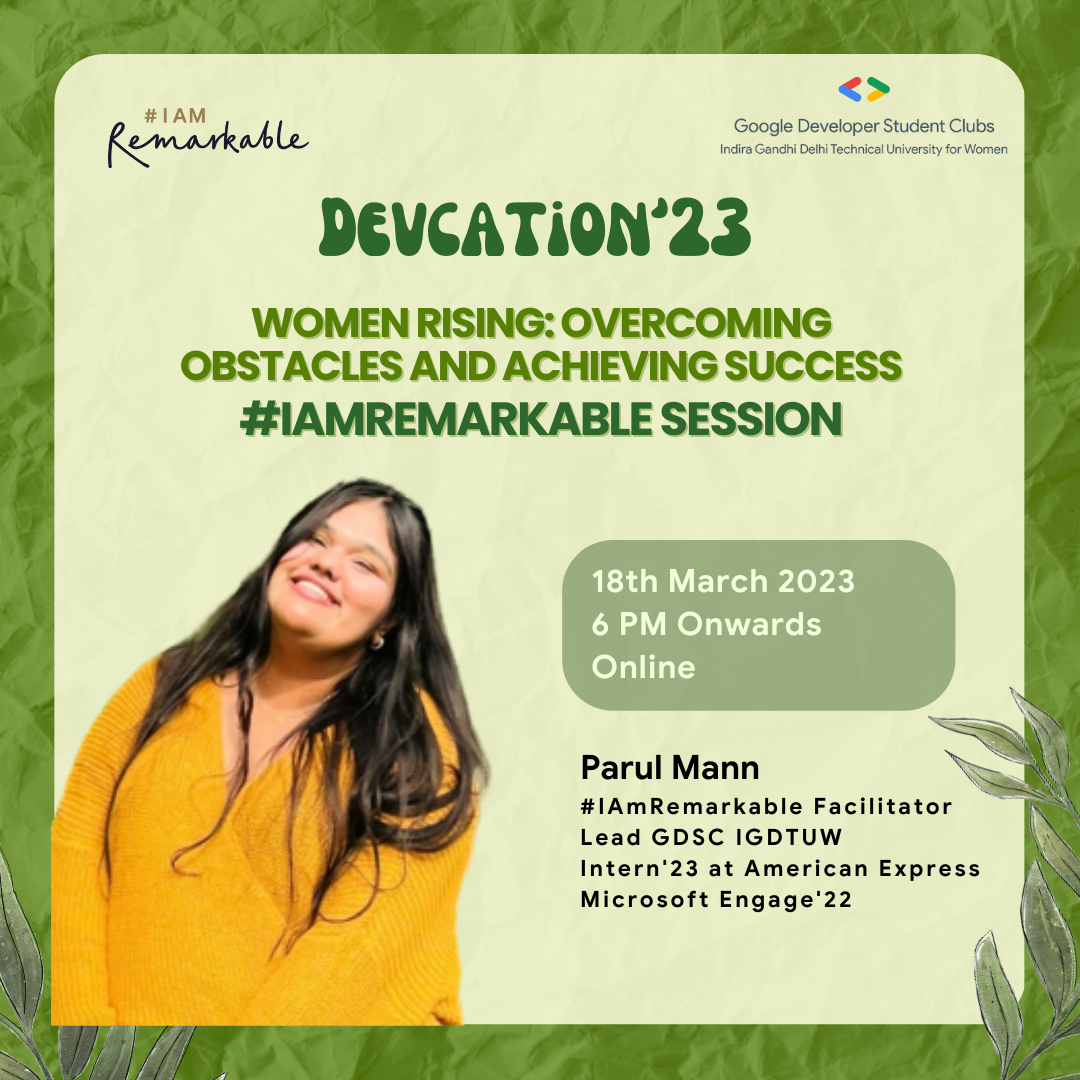 #IAM
Remarkable
Google Developer Student Clubs
Indira Gandhi Delhi Technical University for Women
DEVCATiON'23
WOMEN RISING: OVERCOMING
OBSTACLES AND ACHIEVING SUCCESS
#IAMREMARKABLE SESSION
18th March 2023
6 PM Onwards
Online
Parul Mann
#IAmRemarkable Facilitator
Lead GDSC IGDTUW
Intern'23 at American Express
Microsoft Engage'22